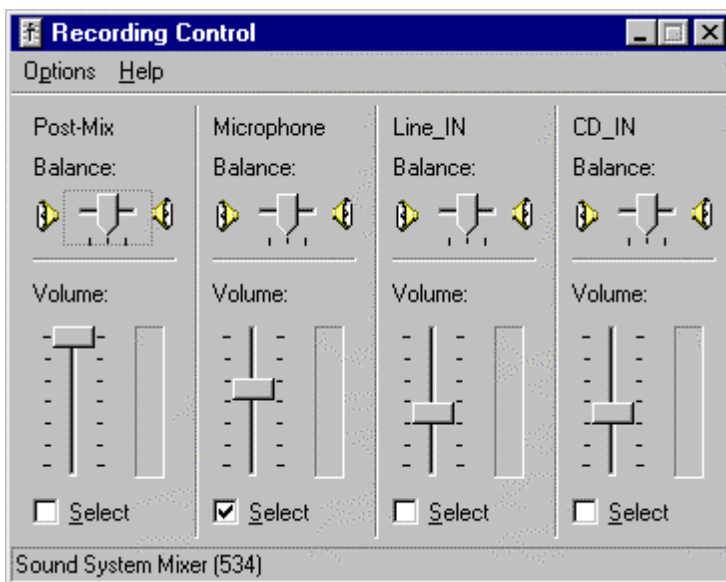 Recording Control
Options Help
Post-Mix Microphone Line_IN CD_IN
Balance: Balance: Balance: Balance:
Volume: Volume: Volume: Volume:
Select Select Select Select
Sound System Mixer (534)